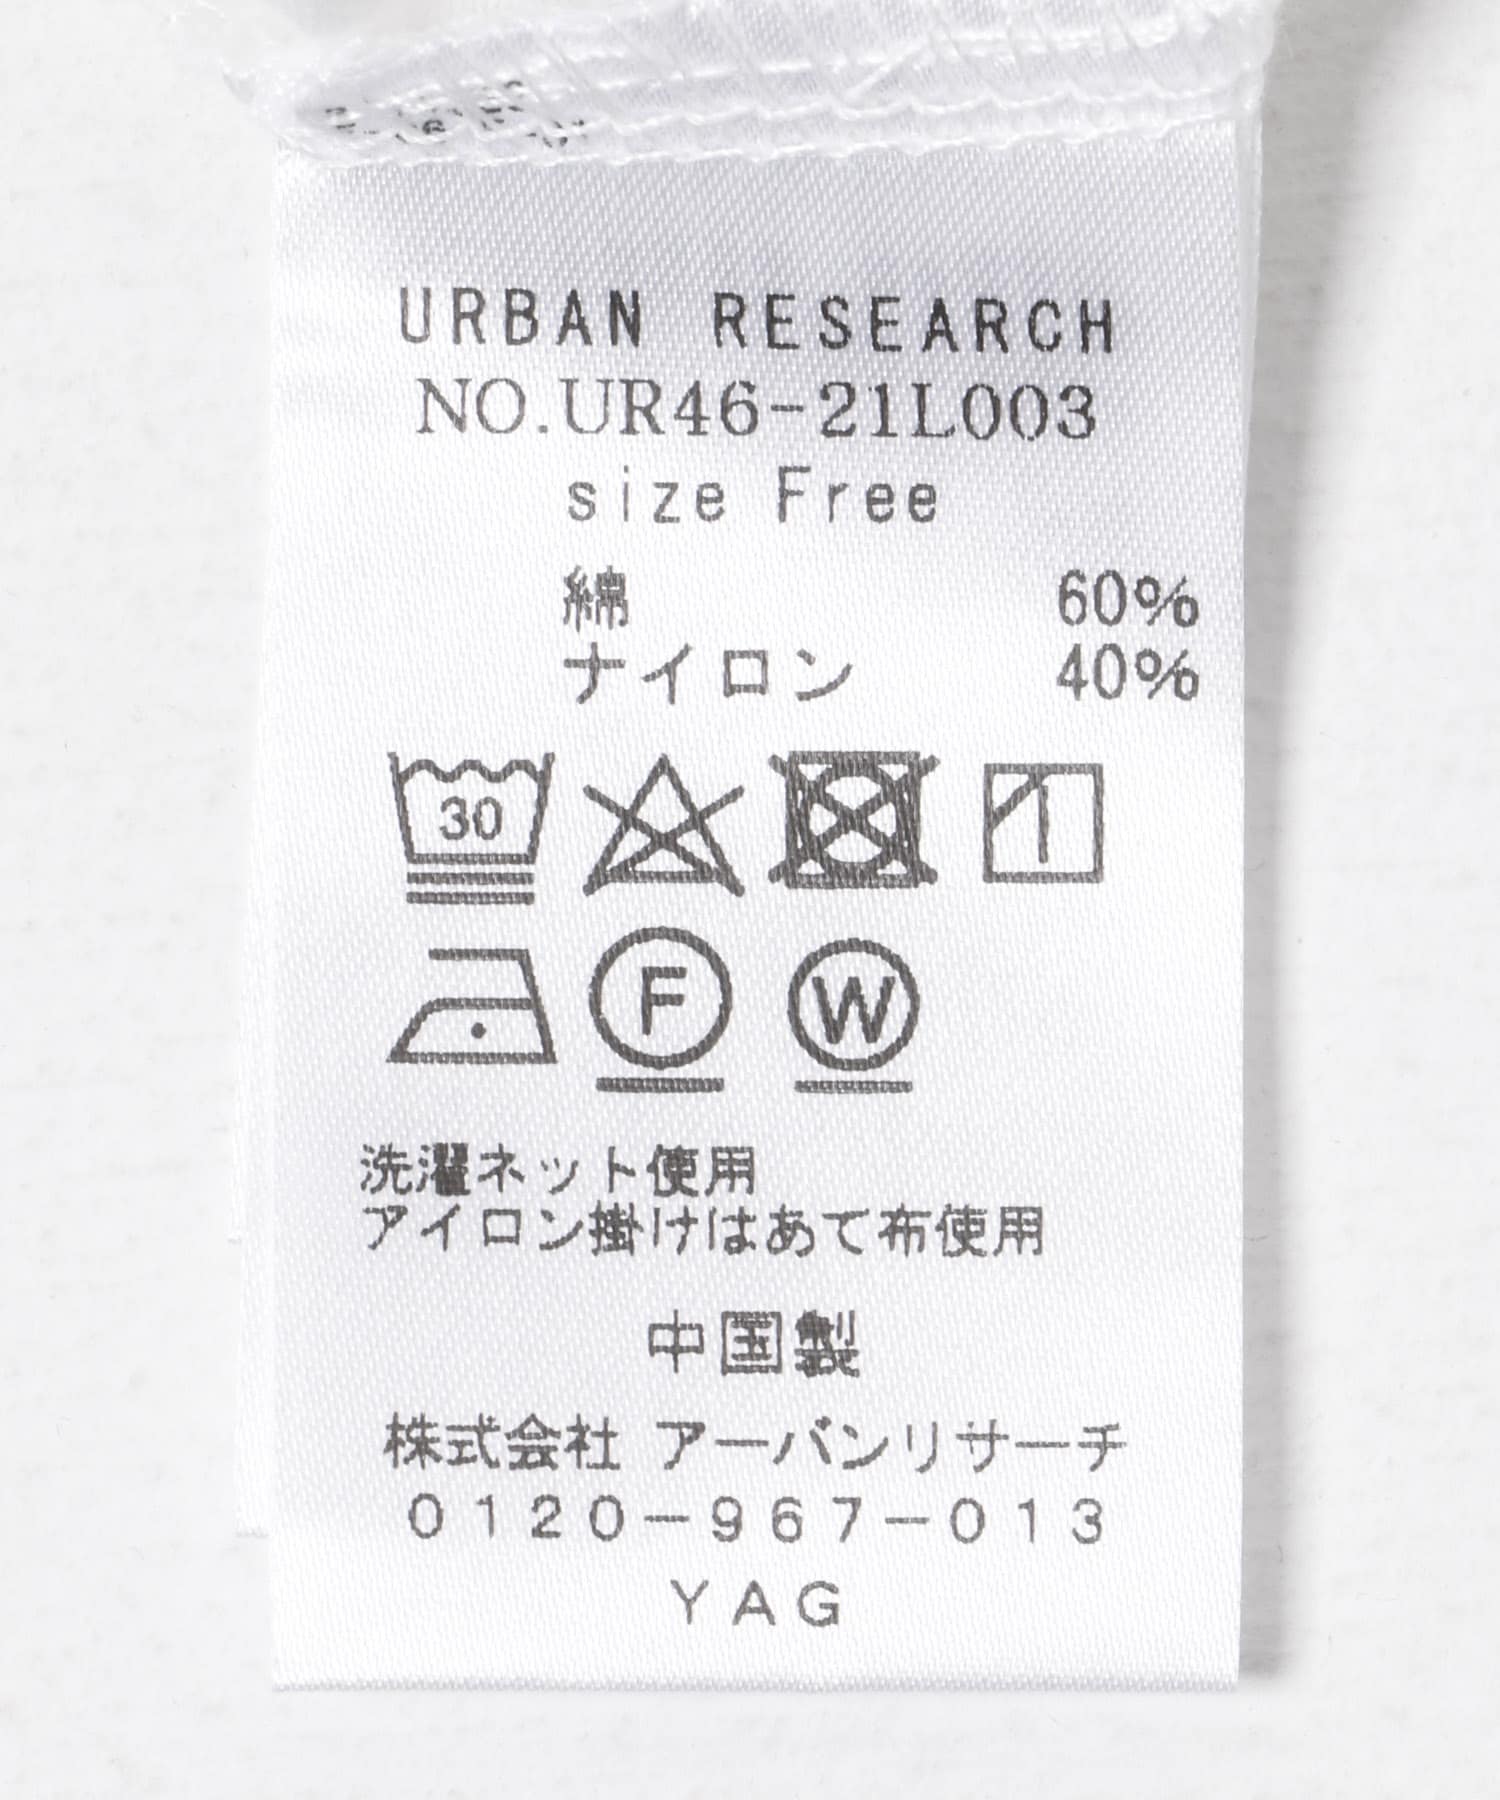 URBAN RESEARCH
NO.UR46-21L003
size Free
綿 60%
ナイロン 40%
30
F W
洗濯ネット使用
アイロン掛けはあて布使用
中国製
株式会社 アーバンリサーチ
0120-967-013
YAG